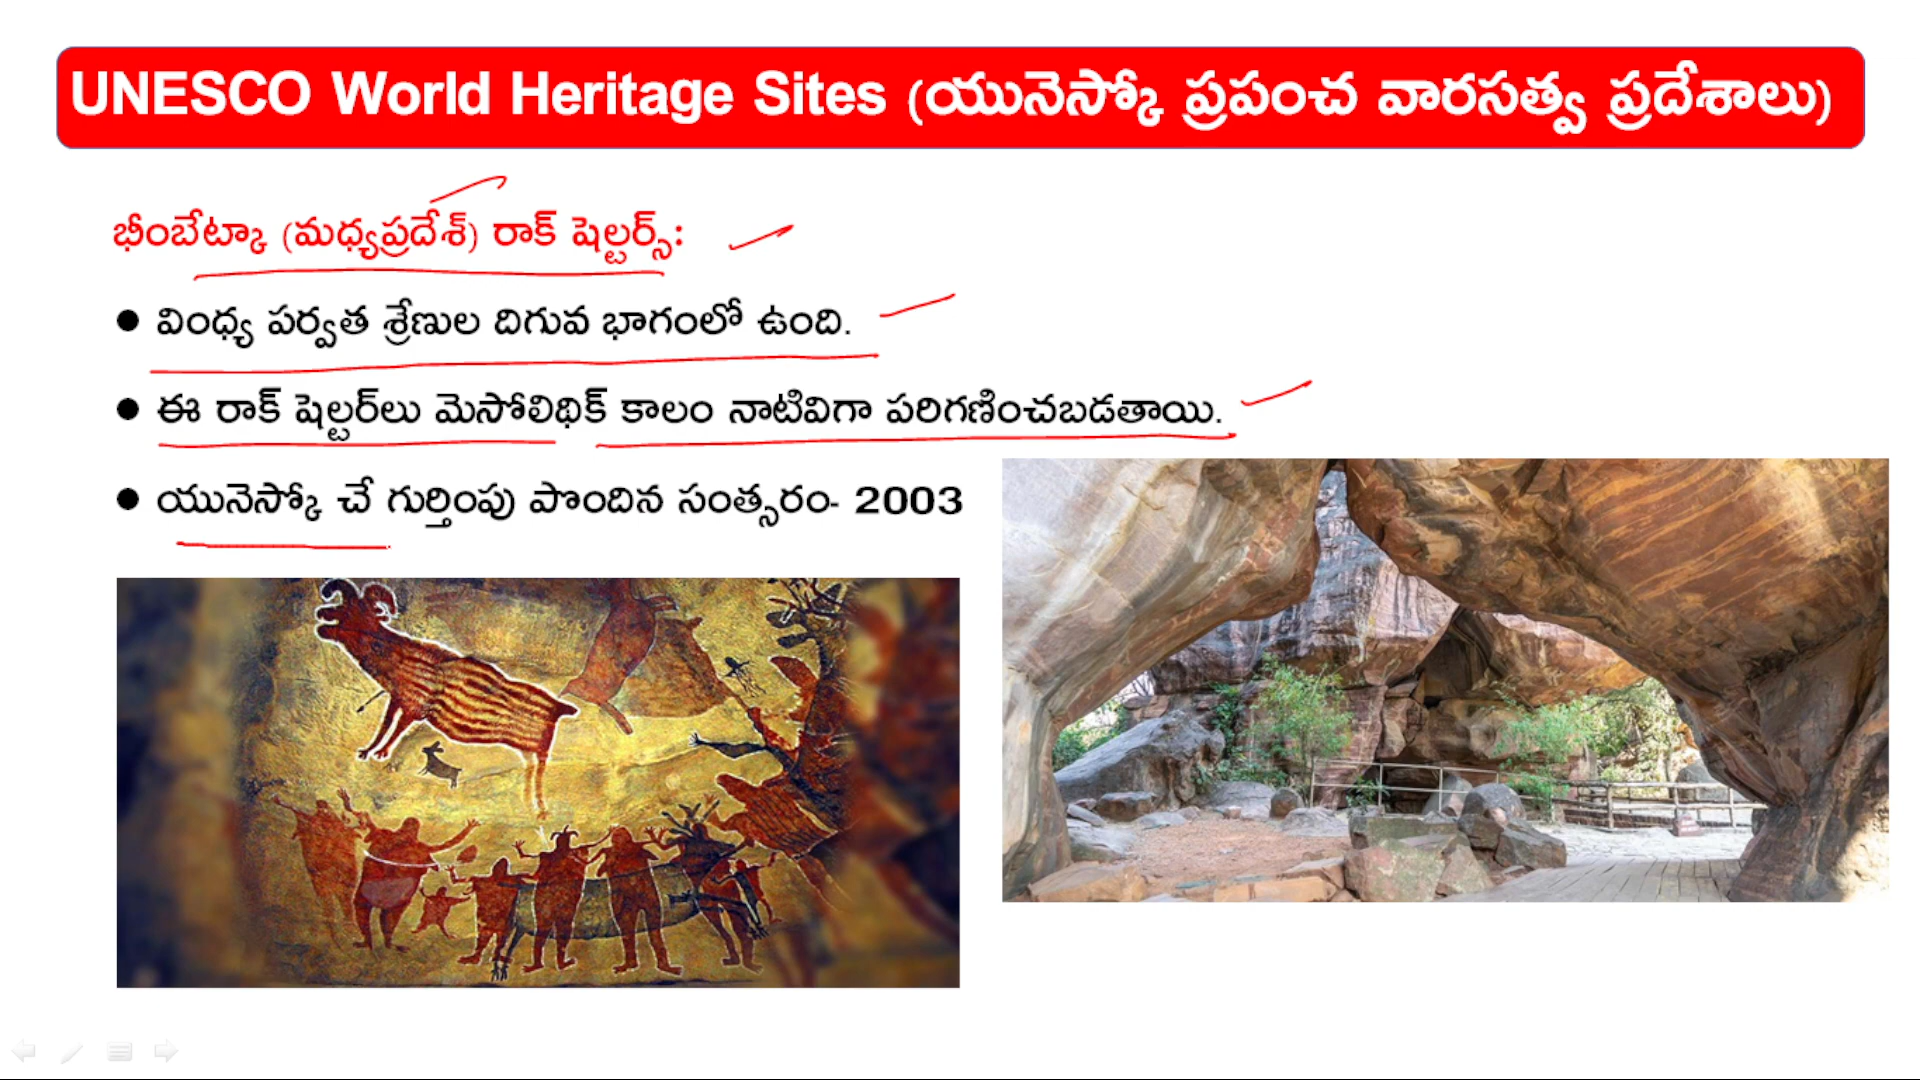 UNESCO World Heritage Sites (యునెస్కో ప్రపంచ వారసత్వ ప్రదేశాలు)
భీంబేట్కా (మధ్యప్రదేశ్) రాక్ షెల్టర్స్:
● వింధ్య పర్వత శ్రేణుల దిగువ భాగంలో ఉంది.
● ఈ రాక్ షెల్టర్‌లు మెసోలిథిక్ కాలం నాటివిగా పరిగణించబడతాయి.
● యునెస్కో చే గుర్తింపు పొందిన సంత్సరం- 2003